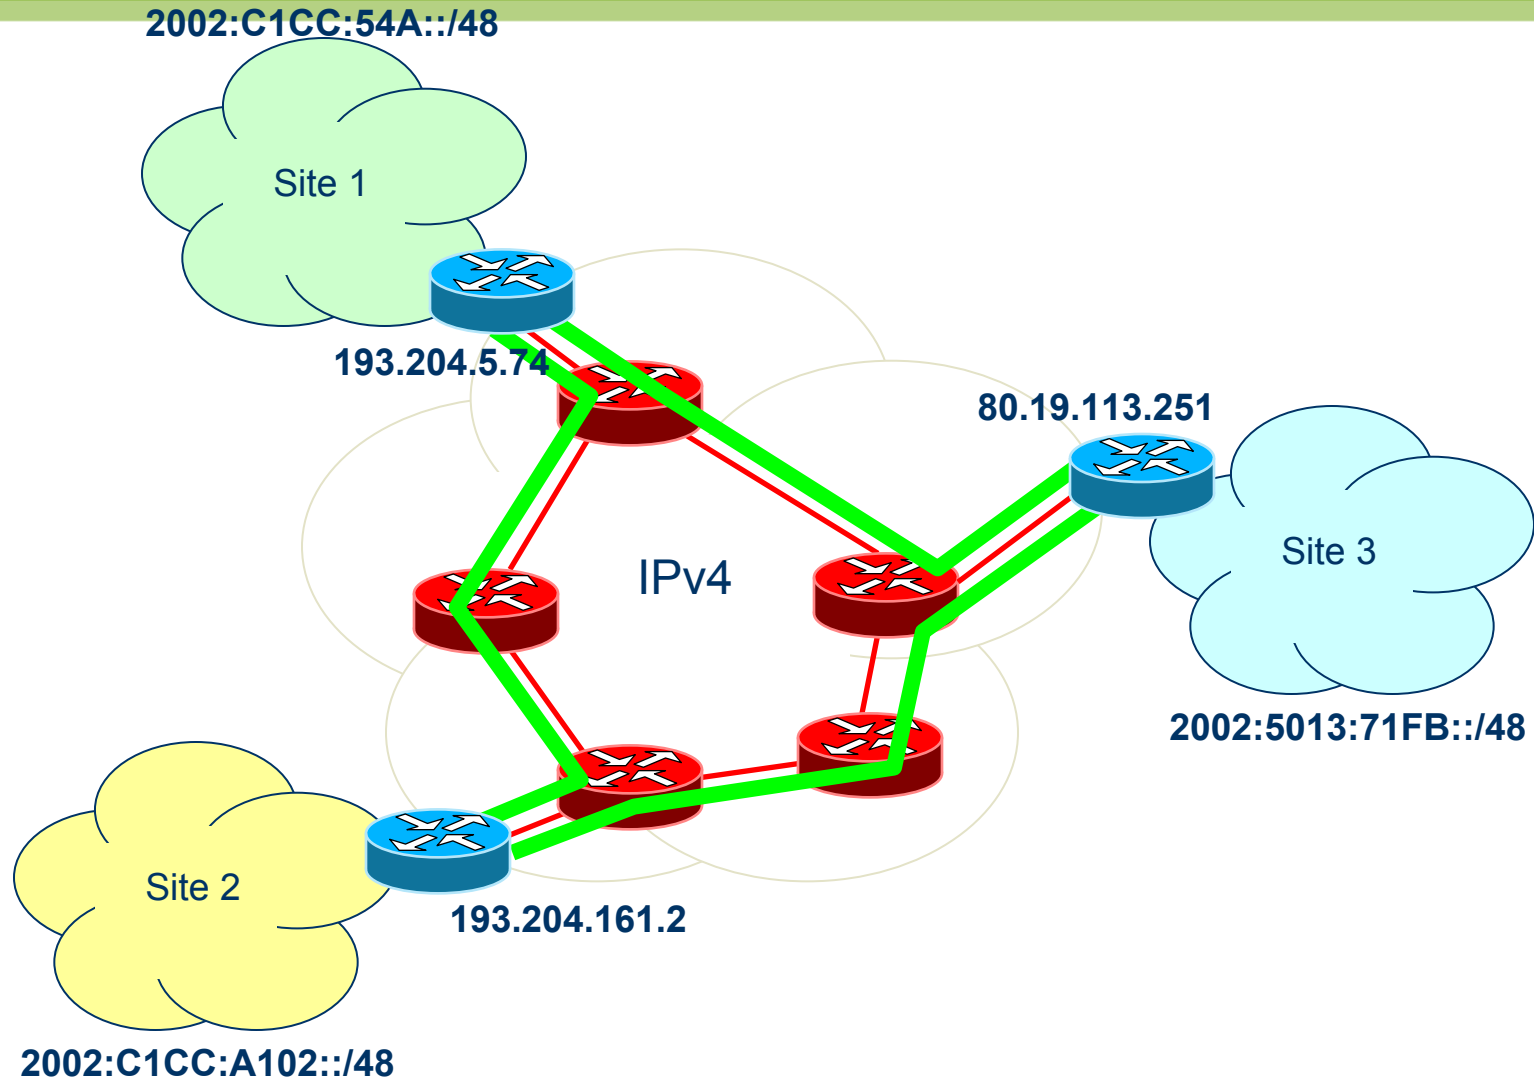 2002:C1CC:54A::/48
Site 1
193.204.5.74
80.19.113.251
IPv4
Site 3
2002:5013:71FB::/48
Site 2
193.204.161.2
2002:C1CC:A102::/48